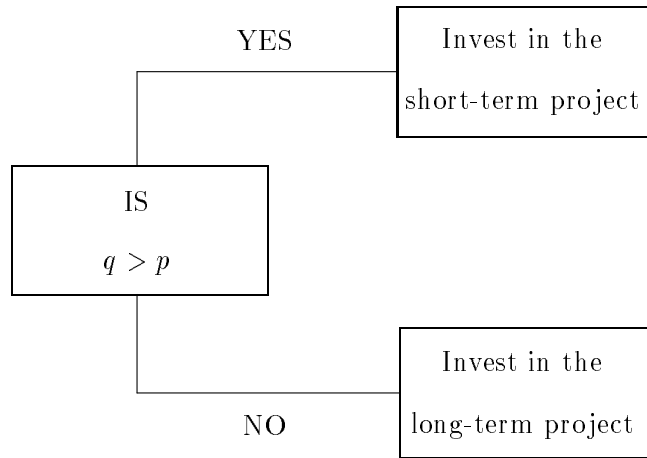 YES
Invest in the
short-term project
IS
q > p
Invest in the
long-term project
NO